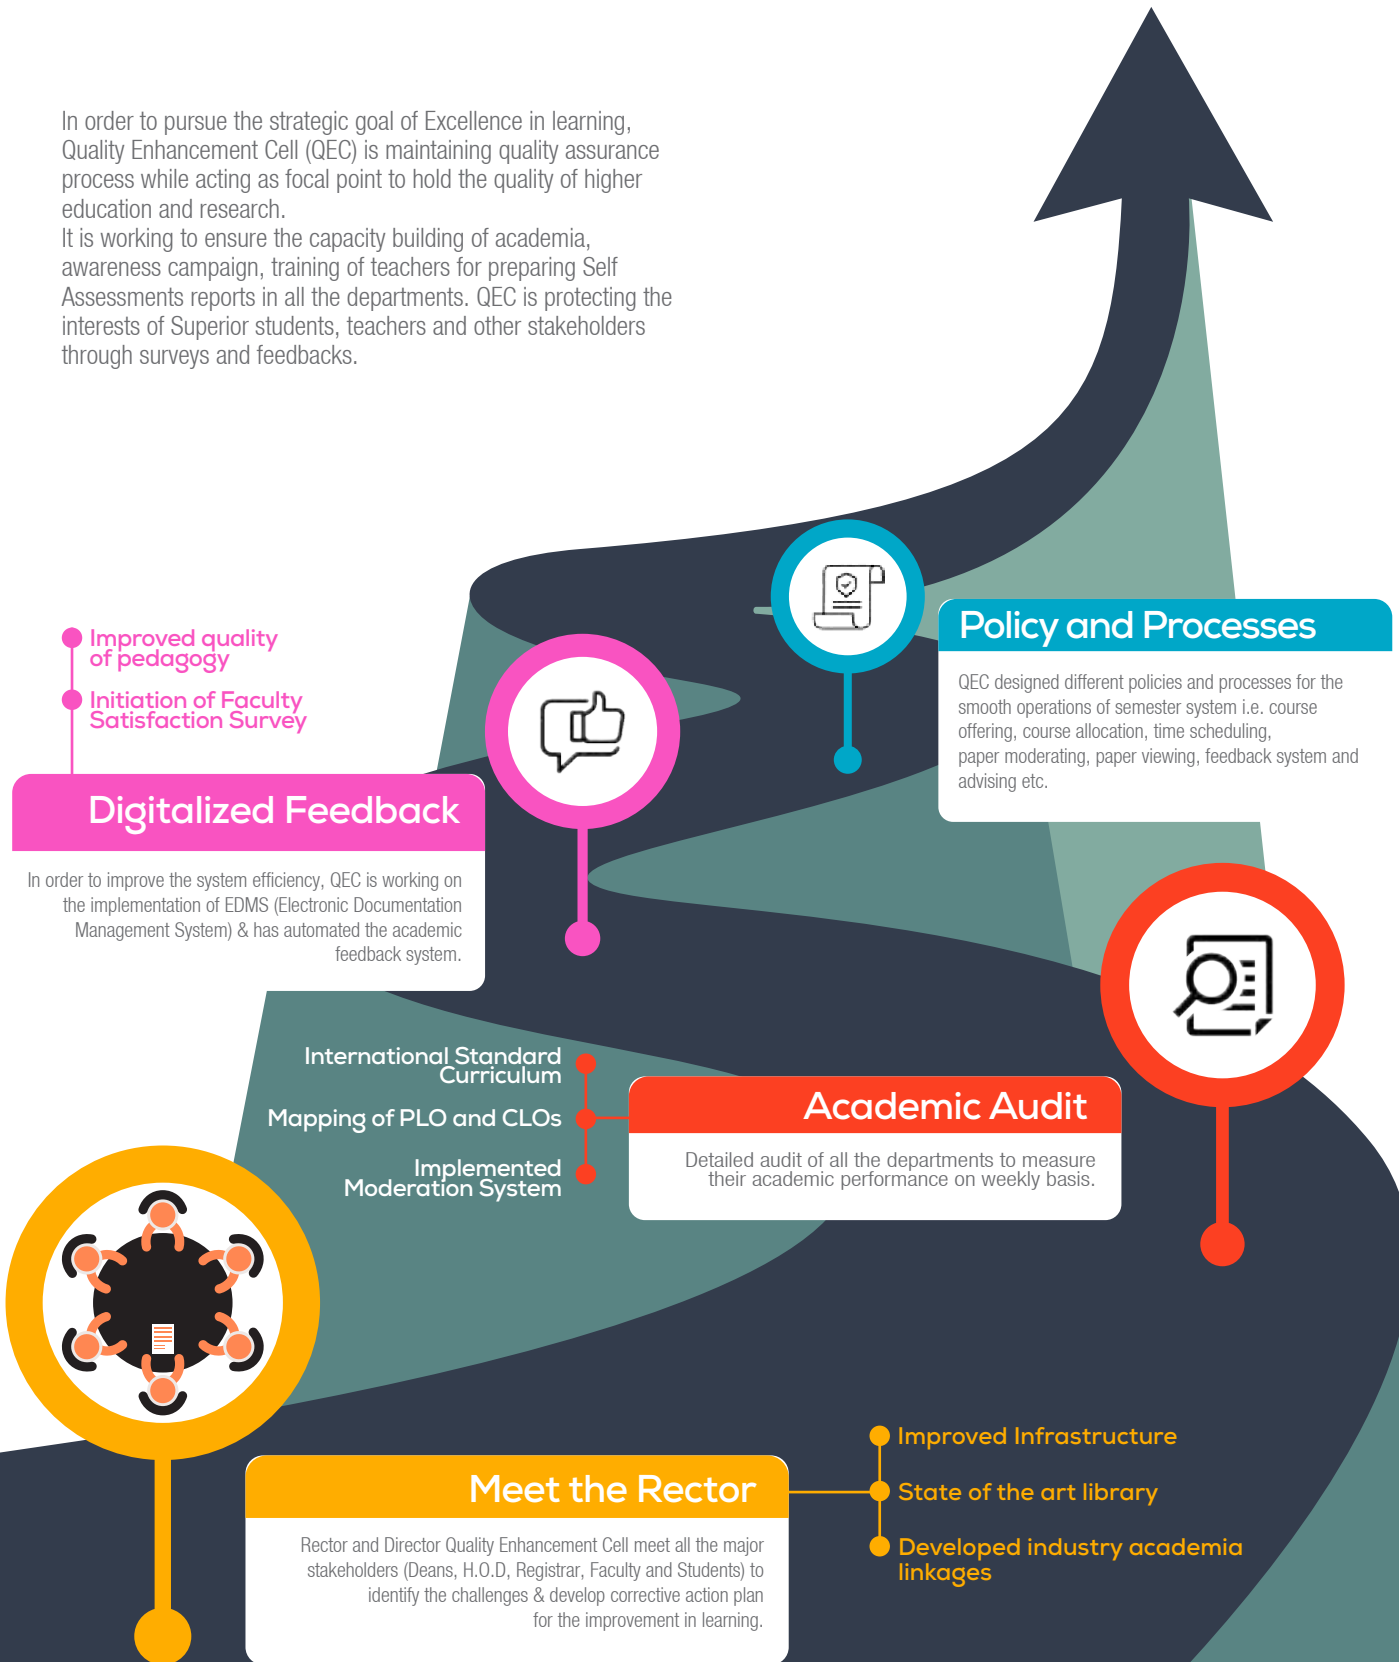 In order to pursue the strategic goal of Excellence in learning,
Quality Enhancement Cell (QEC) is maintaining quality assurance
process while acting as focal point to hold the quality of higher
education and research.
It is working to ensure the capacity building of academia,
awareness campaign, training of teachers for preparing Self
Assessments reports in all the departments. QEC is protecting the
interests of Superior students, teachers and other stakeholders
through surveys and feedbacks.
Policy and Processes
QEC designed different policies and processes for the
smooth operations of semester system i.e. course
offering, course allocation, time scheduling,
paper moderating, paper viewing, feedback system and
advising etc.
Improved quality
of pedagogy
Initiation of Faculty
Satisfaction Survey
Digitalized Feedback
In order to improve the system efficiency, QEC is working on
the implementation of EDMS (Electronic Documentation
Management System) & has automated the academic
feedback system.
International Standard
Curriculum
Mapping of PLO and CLOs
Implemented
Moderation System
Academic Audit
Detailed audit of all the departments to measure
their academic performance on weekly basis.
Meet the Rector
Rector and Director Quality Enhancement Cell meet all the major
stakeholders (Deans, H.O.D, Registrar, Faculty and Students) to
identify the challenges & develop corrective action plan
for the improvement in learning.
Improved Infrastructure
State of the art library
Developed industry academia
linkages